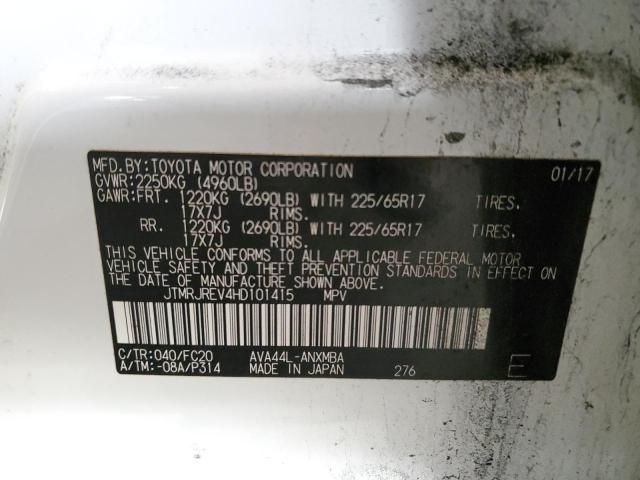 MFD.BY:TOYOTA MOTOR CORPORATION 01/17
GVWR:2250KG (4960LB)
GAWR:FRT. 1220KG (2690LB) WITH 225/65R17 TIRES.
17X7J RIMS.
RR. 1220KG (2690LB) WITH 225/65R17 TIRES.
17X7J RIMS.
THIS VEHICLE CONFORMS TO ALL APPLICABLE FEDERAL MOTOR
VEHICLE SAFETY AND THEFT PREVENTION STANDARDS IN EFFECT ON
THE DATE OF MANUFACTURE SHOWN ABOVE.
JTMRJREV4HD101415 MPV
C/TR:040/FC20 AVA44L-ANXMBA
A/TM:-08A/P314 MADE IN JAPAN 276 E